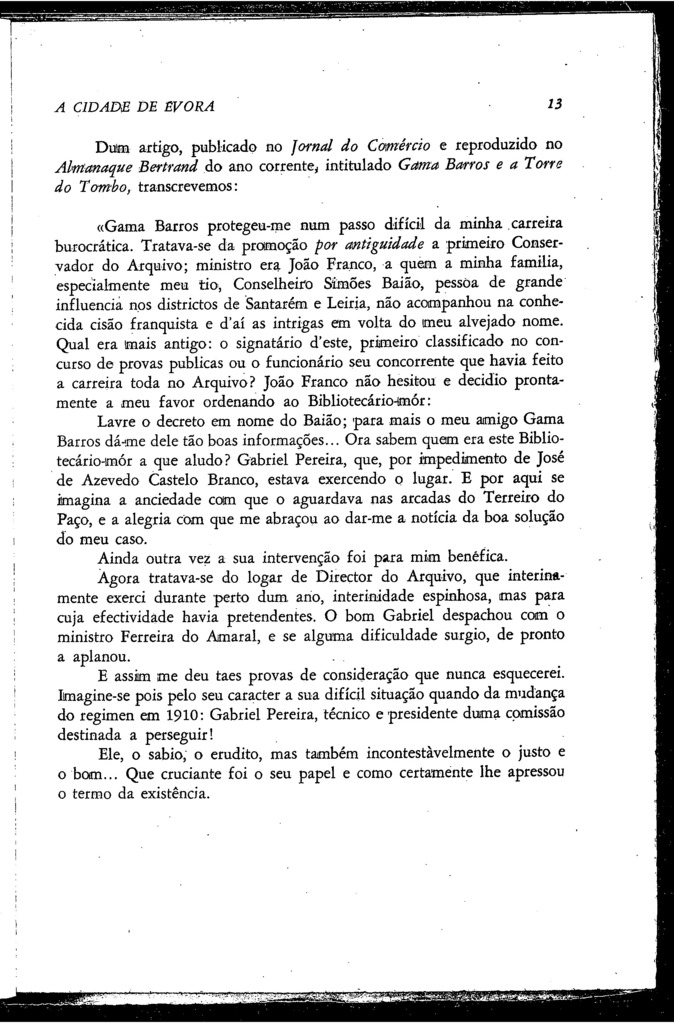 A CIDADE DE ÉVORA 13
Dum artigo, publicado no Jornal do Comércio e reproduzido no
Almanaque Bertrand do ano corrente, intitulado Gama Barros e a Torre
do Tombo, transcrevemos:
«Gama Barros protegeu-me num passo difícil da minha carreira
burocrática. Tratava-se da promoção por antiguidade a primeiro Conser-
vador do Arquivo; ministro era João Franco, a quem a minha familia,
especialmente meu tio, Conselheiro Simões Baião, pessoa de grande
influencia nos districtos de Santarém e Leiria, não acompanhou na conhe-
cida cisão franquista e d'aí as intrigas em volta do meu alvejado nome.
Qual era mais antigo: o signatário d'este, primeiro classificado no con-
curso de provas publicas ou o funcionário seu concorrente que havia feito
a carreira toda no Arquivo? João Franco não hesitou e decidio pronta-
mente a meu favor ordenando ao Bibliotecário-mór:
Lavre o decreto em nome do Baião; para mais o meu amigo Gama
Barros dá-me dele tão boas informações... Ora sabem quem era este Biblio-
tecário-mór a que aludo? Gabriel Pereira, que, por impedimento de José
de Azevedo Castelo Branco, estava exercendo o lugar. E por aqui se
imagina a anciedade com que o aguardava nas arcadas do Terreiro do
Paço, e a alegria com que me abraçou ao dar-me a notícia da boa solução
do meu caso.
Ainda outra vez a sua intervenção foi para mim benéfica.
Agora tratava-se do logar de Director do Arquivo, que interina-
mente exerci durante perto dum ano, interinidade espinhosa, mas para
cuja efectividade havia pretendentes. O bom Gabriel despachou com o
ministro Ferreira do Amaral, e se alguma dificuldade surgio, de pronto
a aplanou.
E assim me deu taes provas de consideração que nunca esquecerei.
Imagine-se pois pelo seu caracter a sua difícil situação quando da mudança
do regimen em 1910: Gabriel Pereira, técnico e presidente duma comissão
destinada a perseguir!
Ele, o sabio, o erudito, mas também incontestàvelmente o justo e
o bom... Que cruciante foi o seu papel e como certamente lhe apressou
o termo da existência.